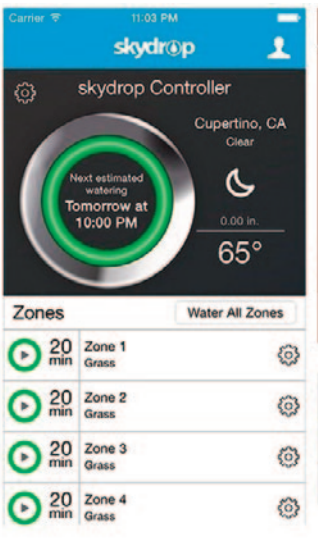 Carrier 11:03 PM
skydrop
skydrop Controller
Cupertino, CA
Clear
Next estimated
watering
Tomorrow at
10:00 PM
0.00 in.
65°
Zones Water All Zones
20 min Zone 1
Grass
20 min Zone 2
Grass
20 min Zone 3
Grass
20 min Zone 4
Grass